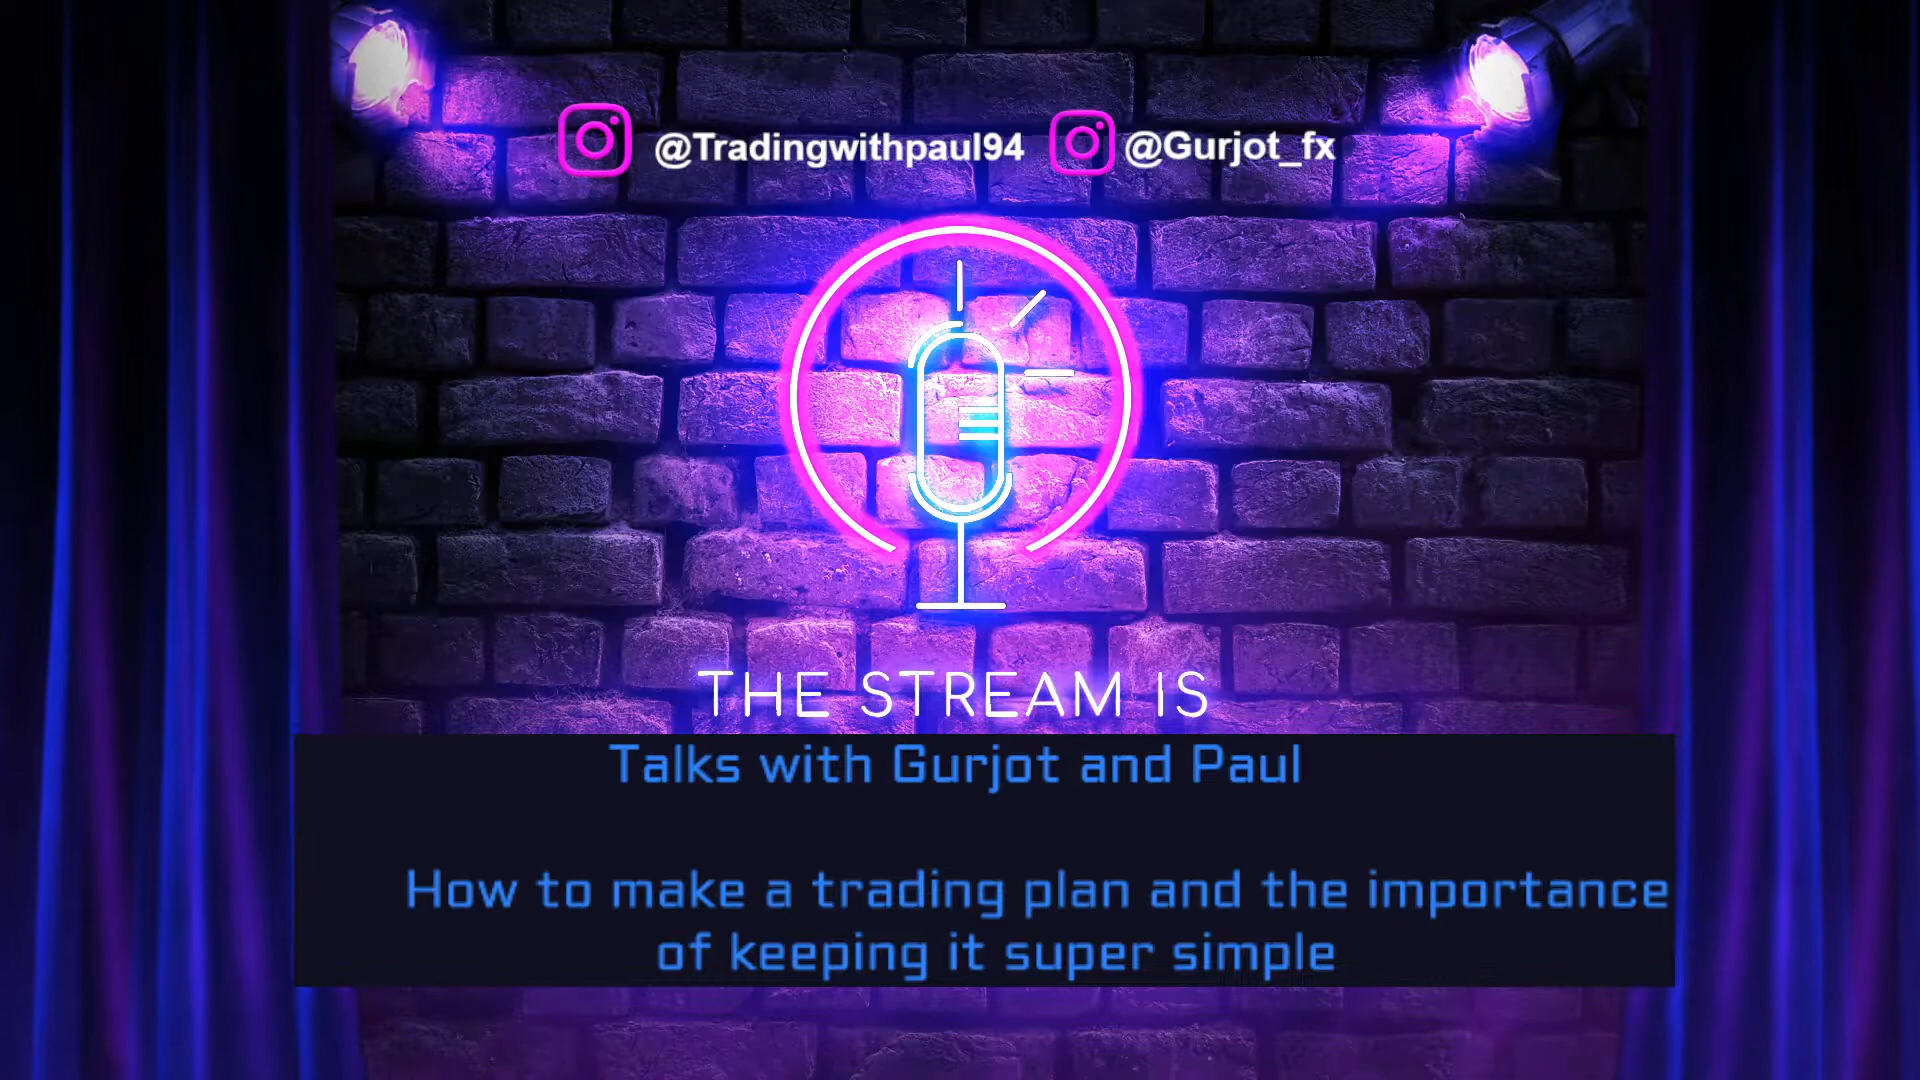 @Tradingwithpaul94 @Gurjot_fx
THE STREAM IS
Talks with Gurjot and Paul
How to make a trading plan and the importance
of keeping it super simple